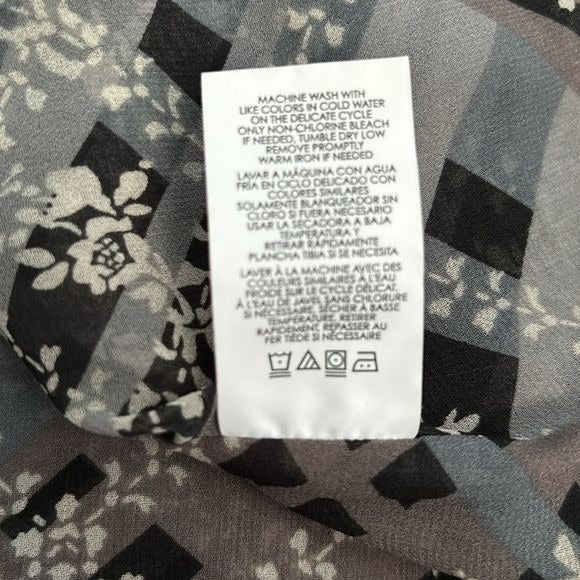 MACHINE WASH WITH
LIKE COLORS IN COLD WATER
ON THE DELICATE CYCLE
ONLY NON-CHLORINE BLEACH
IF NEEDED, TUMBLE DRY LOW
REMOVE PROMPTLY
WARM IRON IF NEEDED
LAVAR A MÁQUINA CON AGUA
FRÍA EN CICLO DELICADO CON
COLORES SIMILARES
SOLAMENTE BLANQUEADOR SIN
CLORO SI FUERA NECESARIO
USAR LA SECADORA A BAJA
TEMPERATURA Y
RETIRAR RÁPIDAMENTE
PLANCHA TIBIA SI ES NECESARIO
LAVER À LA MACHINE AVEC DES
COULEURS SIMILAIRES À L'EAU
FROIDE SUR CYCLE DÉLICAT,
À L'EAU DE JAVEL SANS CHLORURE
SI NÉCESSAIRE, SÉCHER À BASSE
TEMPÉRATURE, RETIRER
RAPIDEMENT, REPASSER AU
FER TIÈDE SI NÉCESSAIRE